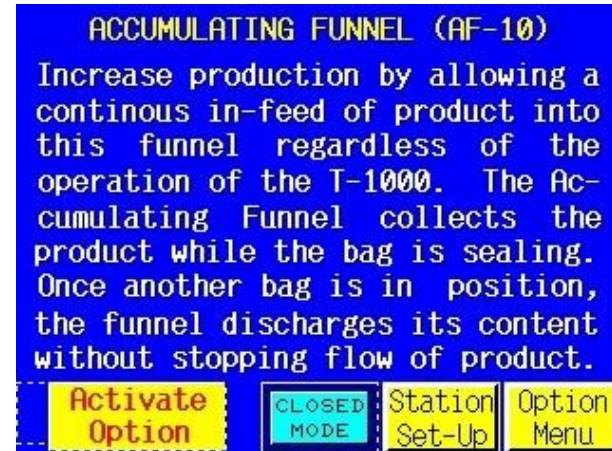 ACCUMULATING FUNNEL (AF-10)
Increase production by allowing a
continous in-feed of product into
this funnel regardless of the
operation of the T-1000. The Ac-
cumulating Funnel collects the
product while the bag is sealing.
Once another bag is in position,
the funnel discharges its content
without stopping flow of product.
Activate
Option
CLOSED
MODE
Station
Set-Up
Option
Menu